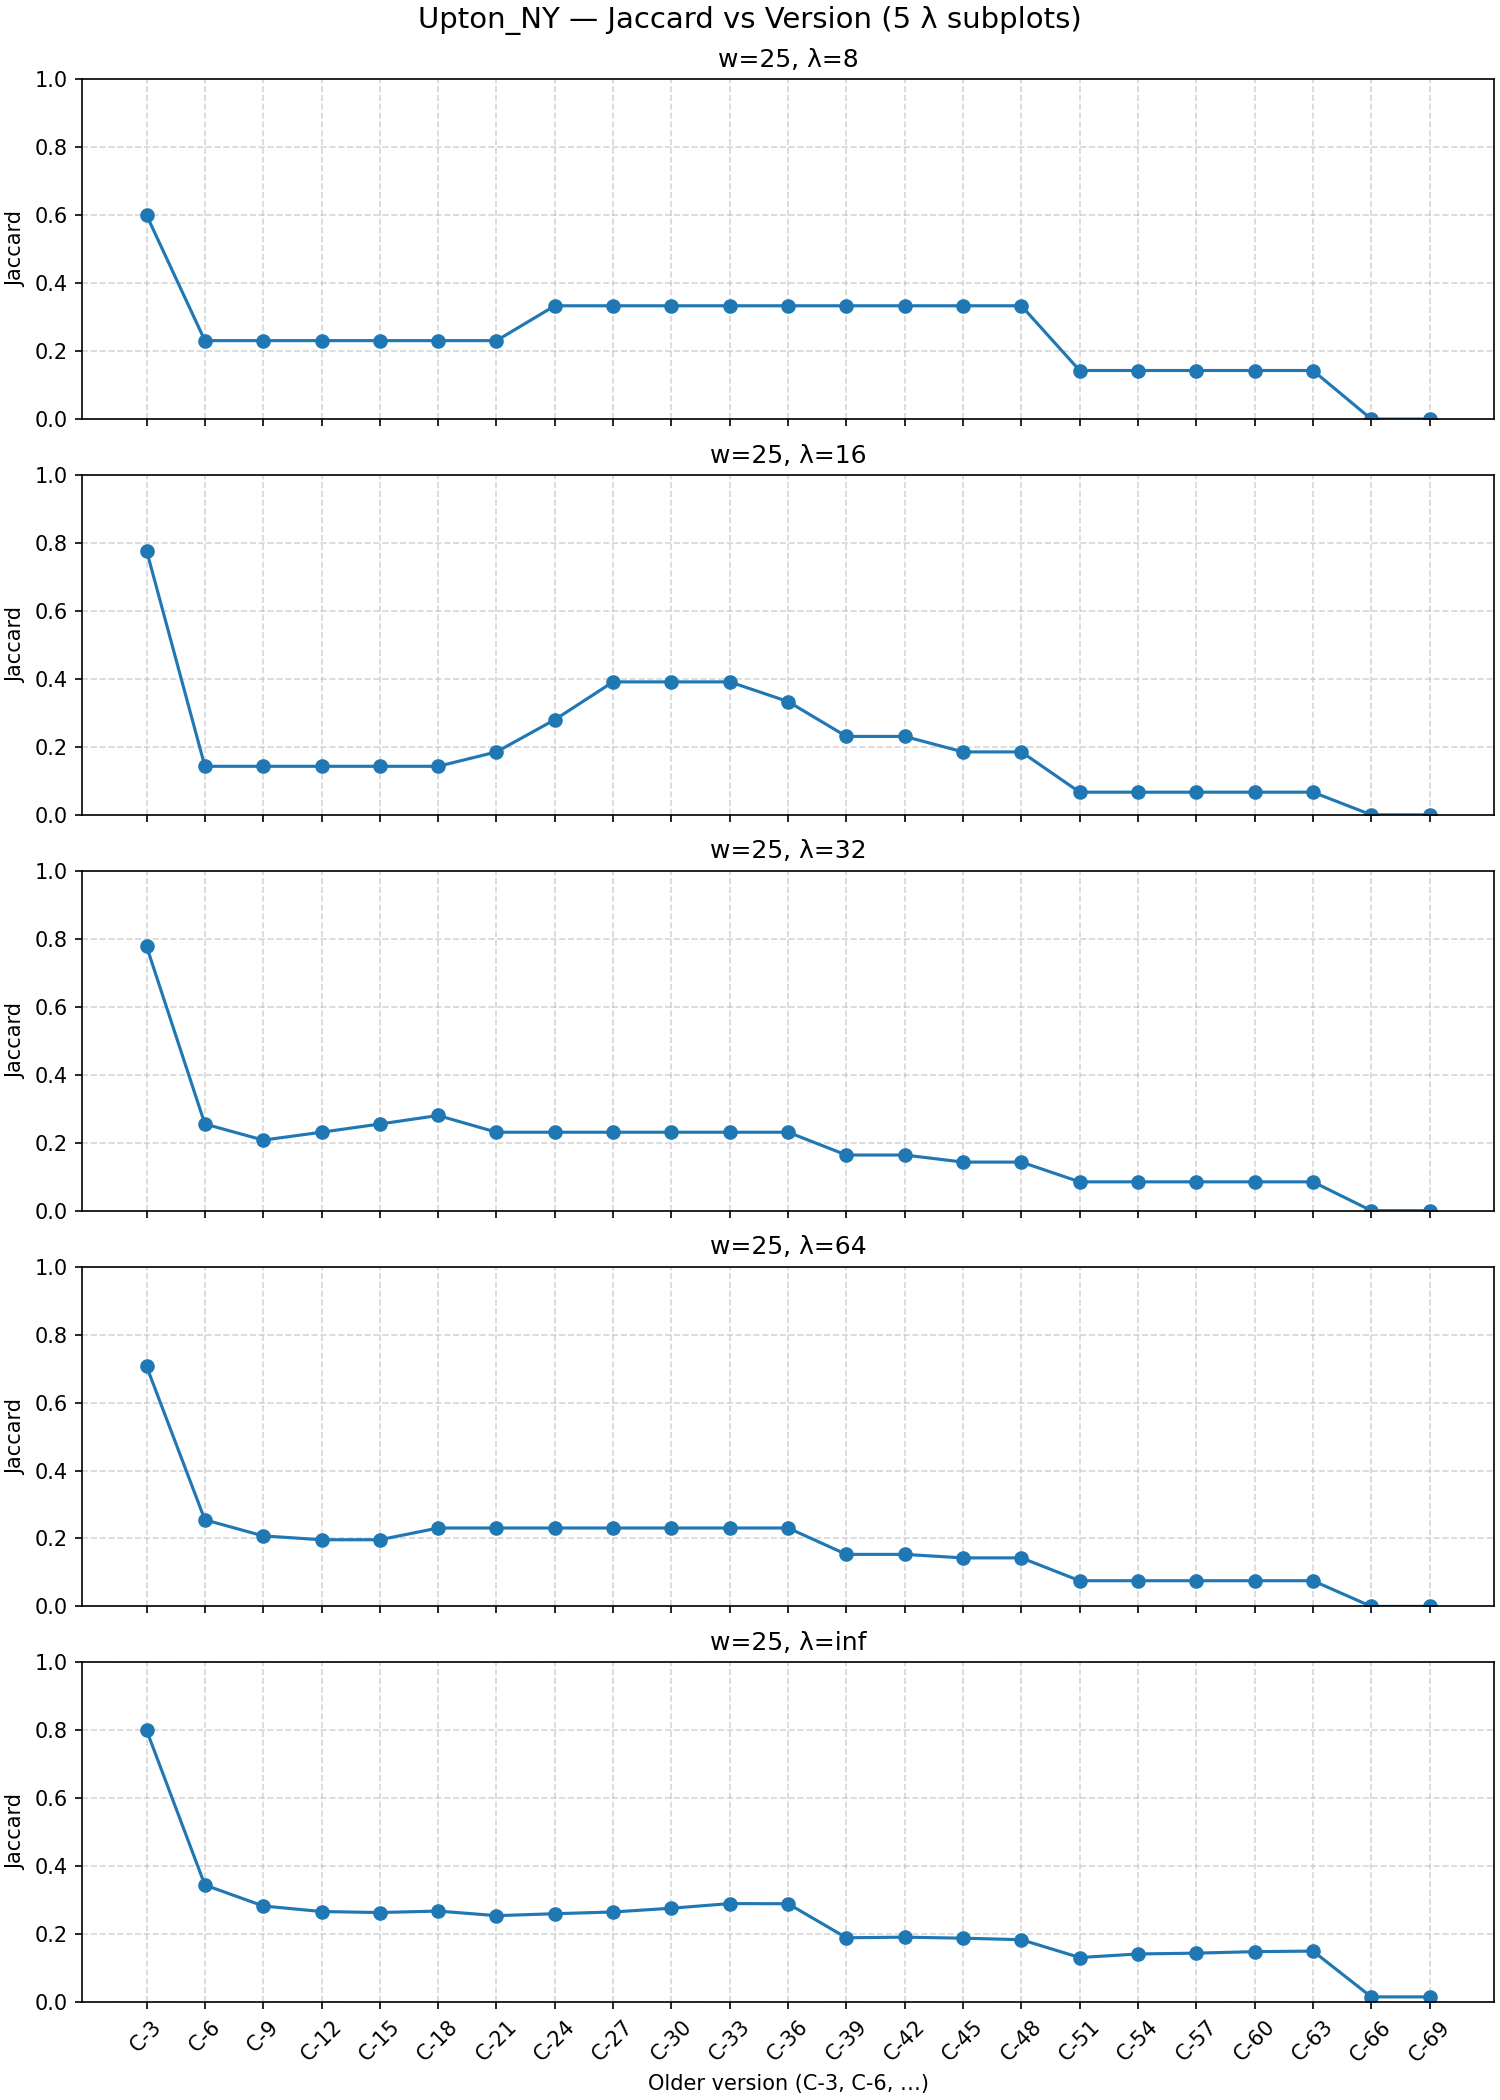 Upton_NY — Jaccard vs Version (5 λ subplots)
w=25, λ=8
1.0
0.8
0.6
0.4
0.2
0.0
Jaccard
w=25, λ=16
1.0
0.8
0.6
0.4
0.2
0.0
Jaccard
w=25, λ=32
1.0
0.8
0.6
0.4
0.2
0.0
Jaccard
w=25, λ=64
1.0
0.8
0.6
0.4
0.2
0.0
Jaccard
w=25, λ=inf
1.0
0.8
0.6
0.4
0.2
0.0
Jaccard
C-3 C-6 C-9 C-12 C-15 C-18 C-21 C-24 C-27 C-30 C-33 C-36 C-39 C-42 C-45 C-48 C-51 C-54 C-57 C-60 C-63 C-66 C-69
Older version (C-3, C-6, ...)